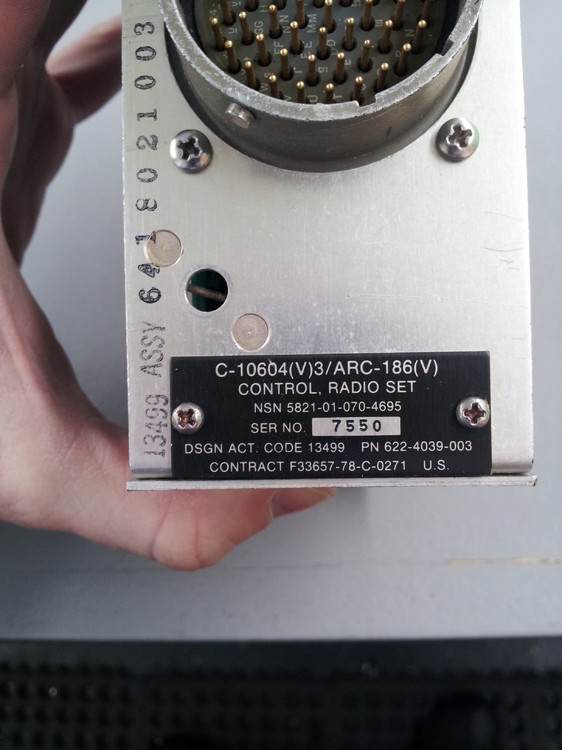 13499 ASSY 6418021003
C-10604(V)3/ARC-186(V)
CONTROL, RADIO SET
NSN 5821-01-070-4695
SER NO. 7550
DSGN ACT. CODE 13499 PN 622-4039-003
CONTRACT F33657-78-C-0271 U.S.